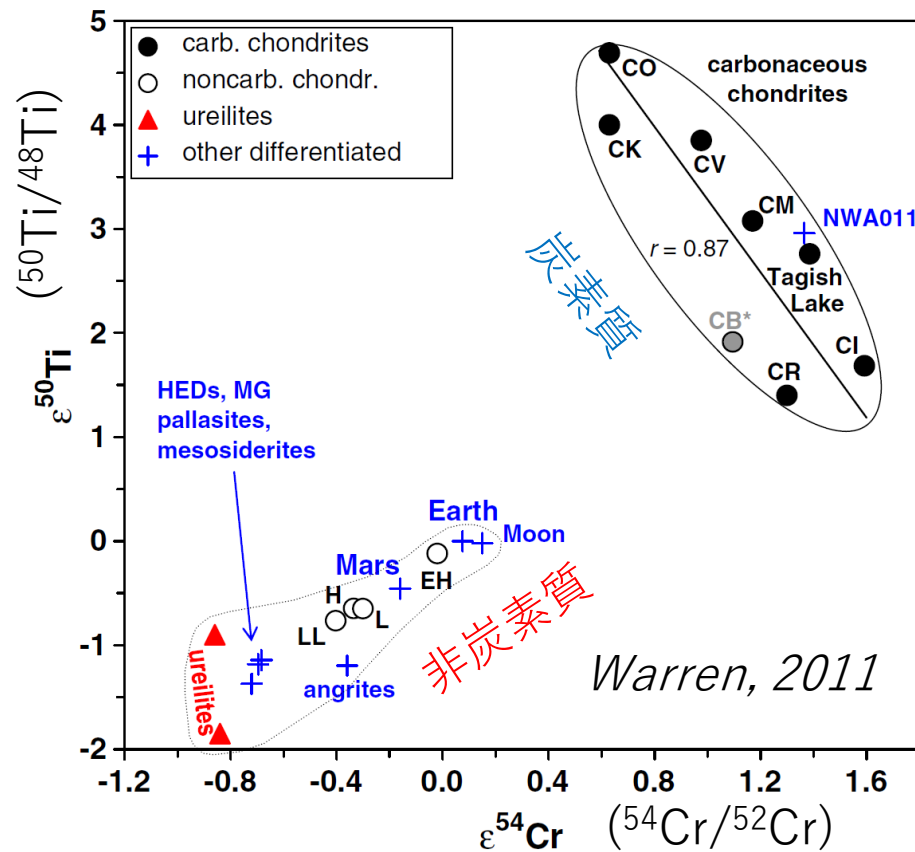 carb. chondrites
noncarb. chondr.
ureilites
other differentiated
5
4
3
2
1
0
-1
-2
ε⁵⁰Ti (⁵⁰Ti/⁴⁸Ti)
CO
carbonaceous
chondrites
CK
CV
CM
NWA011
r = 0.87
Tagish
Lake
CB*
CI
CR
炭素質
HEDs, MG
pallasites,
mesosiderites
Earth
Moon
Mars
EH
H
L
LL
angrites
ureilites
非炭素質
Warren, 2011
-1.2 -0.8 -0.4 0.0 0.4 0.8 1.2 1.6
ε⁵⁴Cr (⁵⁴Cr/⁵²Cr)